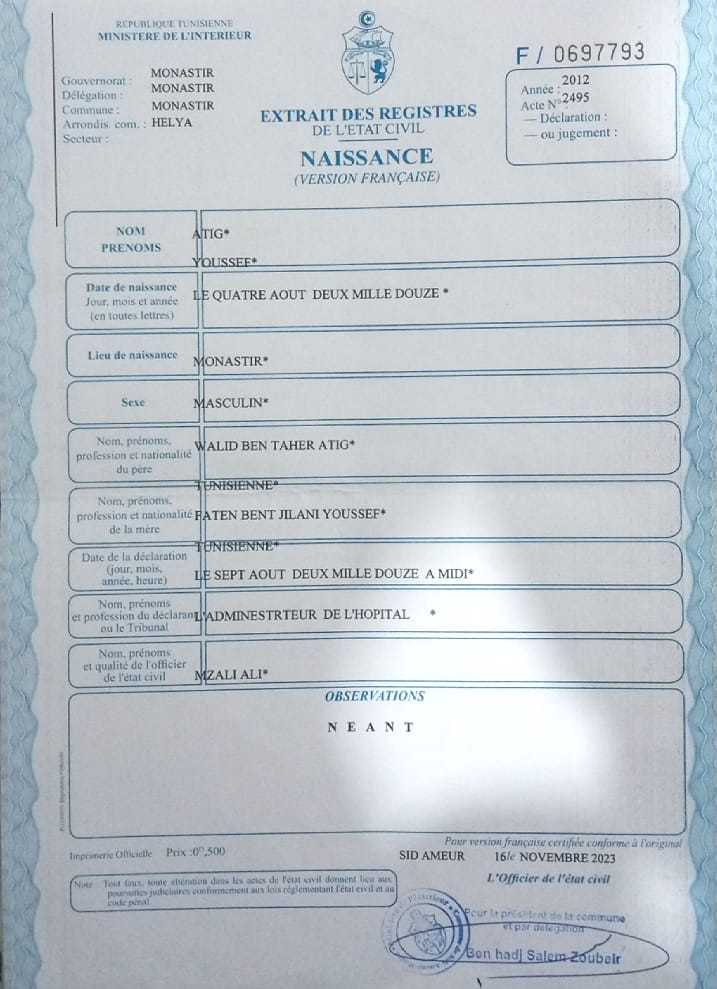 RÉPUBLIQUE TUNISIENNE
MINISTERE DE L'INTERIEUR
Gouvernorat : MONASTIR
Délégation : MONASTIR
Commune : MONASTIR
Arrondis. com. : HELYA
Secteur :
EXTRAIT DES REGISTRES
DE L'ETAT CIVIL
NAISSANCE
(VERSION FRANÇAISE)
F / 0697793
Année : 2012
Acte N° 2495
— Déclaration :
— ou jugement :
NOM
PRENOMS
ATIG*
YOUSSEF*
Date de naissance
Jour, mois et année
(en toutes lettres)
LE QUATRE AOUT DEUX MILLE DOUZE *
Lieu de naissance
MONASTIR*
Sexe
MASCULIN*
Nom, prénoms,
profession et nationalité
du père
WALID BEN TAHER ATIG*
TUNISIENNE*
Nom, prénoms,
profession et nationalité
de la mère
FATEN BENT JILANI YOUSSEF*
TUNISIENNE*
Date de la déclaration
(jour, mois,
année, heure)
LE SEPT AOUT DEUX MILLE DOUZE A MIDI*
Nom, prénoms
et profession du déclarant
ou le Tribunal
L'ADMINESTRTEUR DE L'HOPITAL *
Nom, prénoms
et qualité de l'officier
de l'état civil
MZALI ALI*
OBSERVATIONS
N E A N T
Imprimerie Officielle Prix :0ᴰ,500
Pour version française certifiée conforme à l'original
SID AMEUR 16 le NOVEMBRE 2023
L'Officier de l'état civil
Note : Tout faux, toute altération dans les actes de l'état civil donnent lieu aux
poursuites judiciaires conformement aux lois réglementant l'état civil et au
code pénal.
Pour le président de la commune
et par délégation
Ben hadj Salem Zoubeir